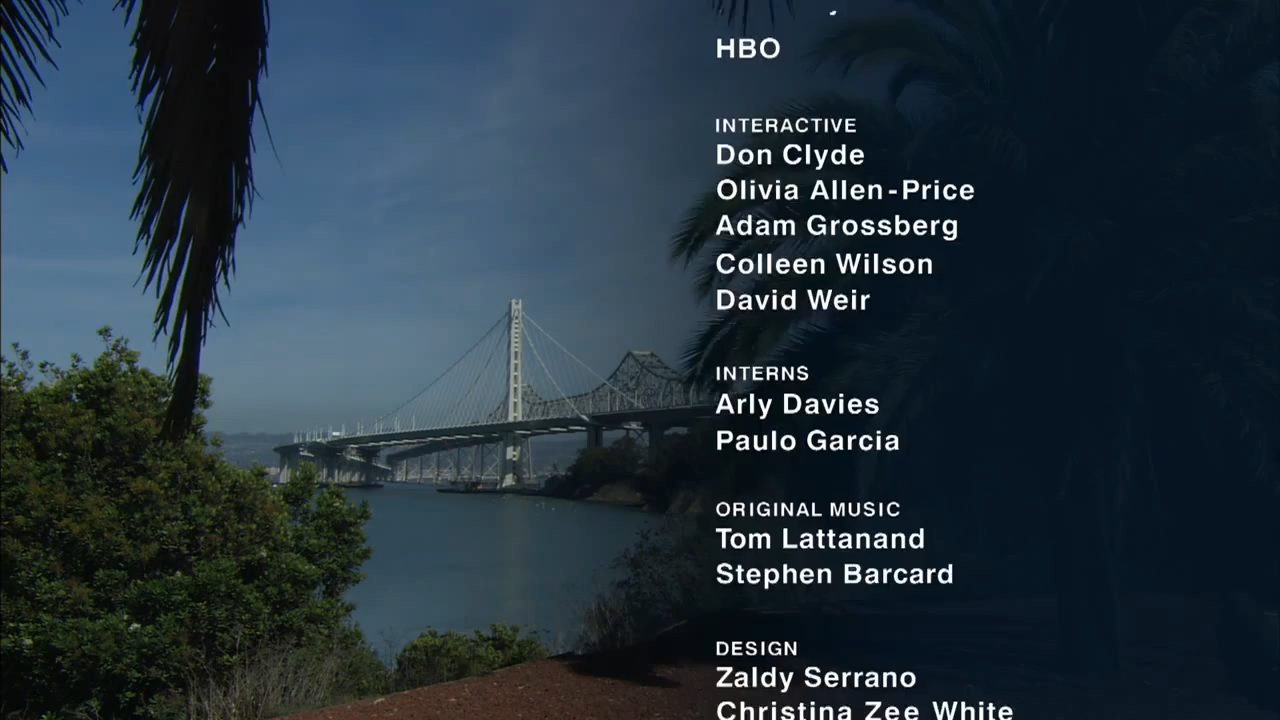 HBO
INTERACTIVE
Don Clyde
Olivia Allen-Price
Adam Grossberg
Colleen Wilson
David Weir
INTERNS
Arly Davies
Paulo Garcia
ORIGINAL MUSIC
Tom Lattanand
Stephen Barcard
DESIGN
Zaldy Serrano
Christina Zee White